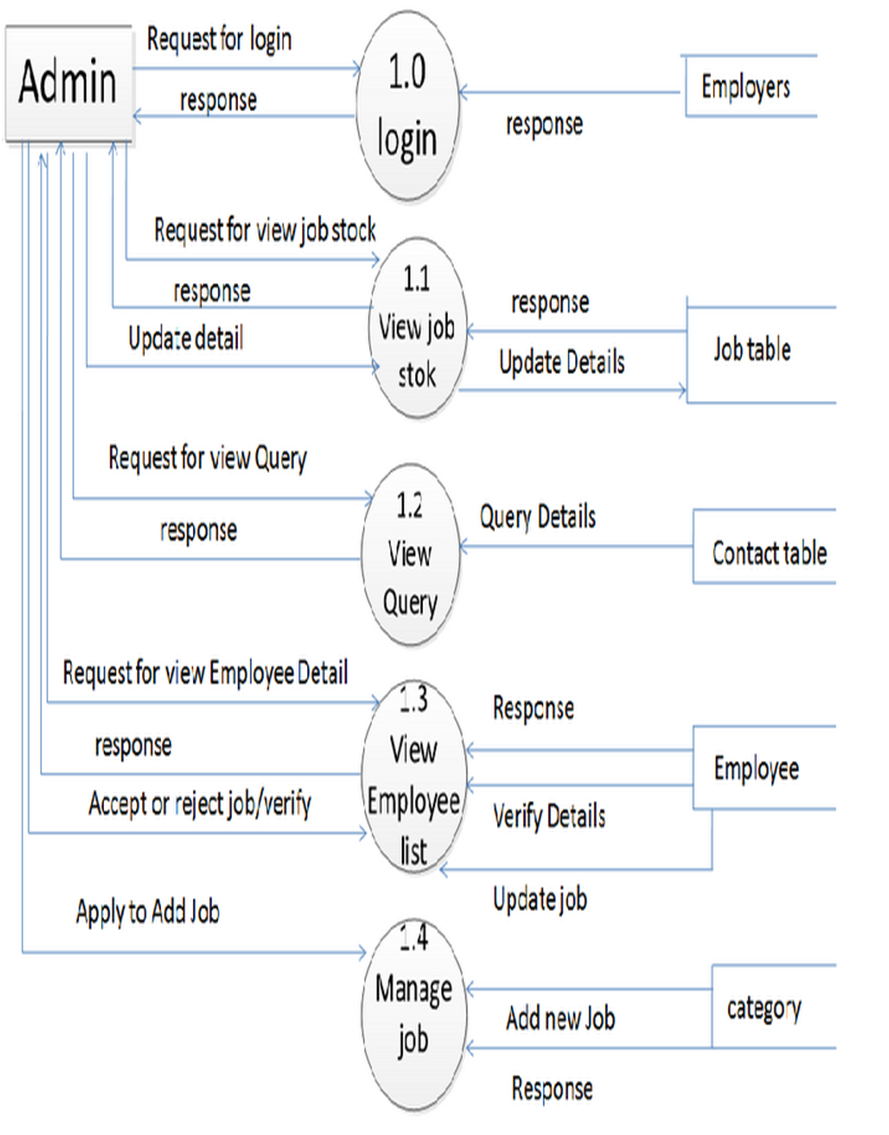 Admin
Request for login
response
1.0
login
response
Employers
Request for view job stock
response
Update detail
1.1
View job
stok
response
Update Details
Job table
Request for view Query
response
1.2
View
Query
Query Details
Contact table
Request for view Employee Detail
response
Accept or reject job/verify
1.3
View
Employee
list
Response
Verify Details
Update job
Employee
Apply to Add Job
1.4
Manage
job
Add new Job
Response
category